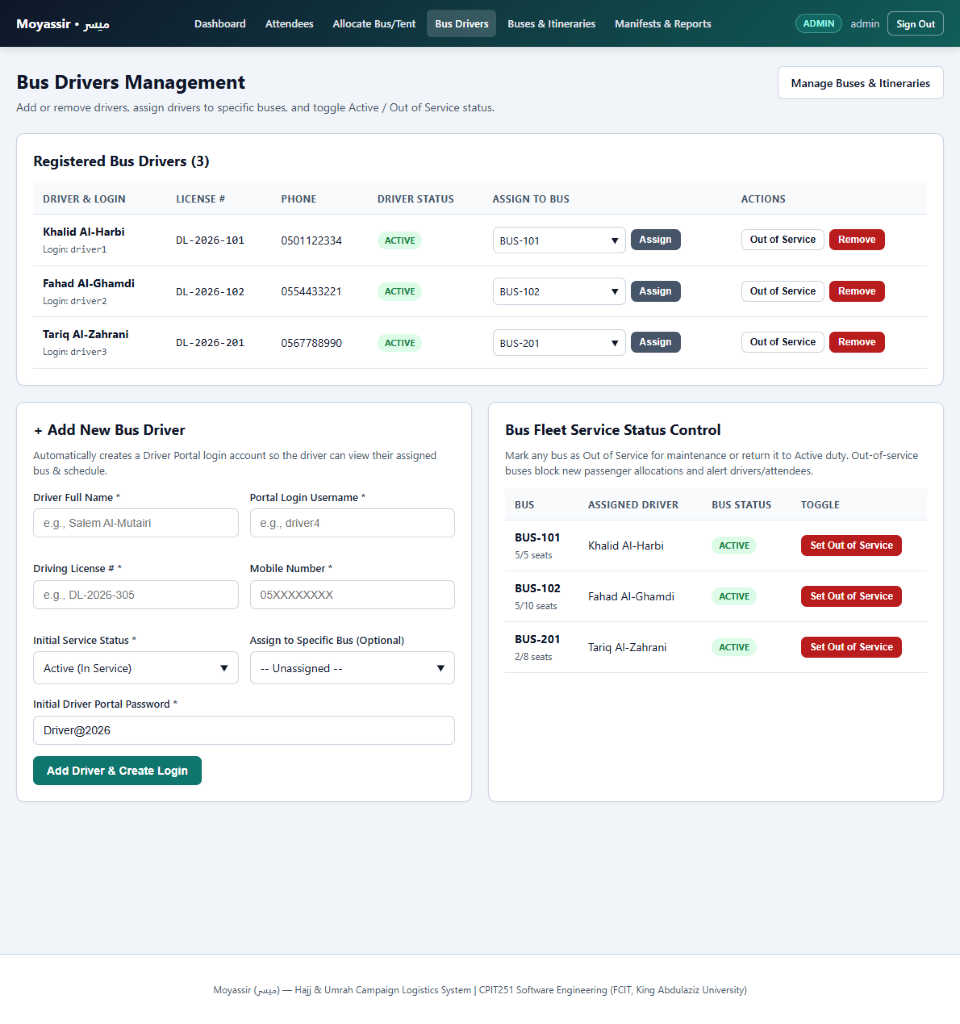 Moyassir • ميسر
Dashboard Attendees Allocate Bus/Tent Bus Drivers Buses & Itineraries Manifests & Reports ADMIN admin Sign Out
Bus Drivers Management
Add or remove drivers, assign drivers to specific buses, and toggle Active / Out of Service status.
Manage Buses & Itineraries
Registered Bus Drivers (3)
DRIVER & LOGIN LICENSE # PHONE DRIVER STATUS ASSIGN TO BUS ACTIONS
Khalid Al-Harbi
Login: driver1
DL-2026-101 0501122334 ACTIVE BUS-101 Assign Out of Service Remove
Fahad Al-Ghamdi
Login: driver2
DL-2026-102 0554433221 ACTIVE BUS-102 Assign Out of Service Remove
Tariq Al-Zahrani
Login: driver3
DL-2026-201 0567788990 ACTIVE BUS-201 Assign Out of Service Remove
+ Add New Bus Driver
Automatically creates a Driver Portal login account so the driver can view their assigned
bus & schedule.
Driver Full Name * Portal Login Username *
e.g., Salem Al-Mutairi e.g., driver4
Driving License # * Mobile Number *
e.g., DL-2026-305 05XXXXXXXX
Initial Service Status * Assign to Specific Bus (Optional)
Active (In Service) -- Unassigned --
Initial Driver Portal Password *
Driver@2026
Add Driver & Create Login
Bus Fleet Service Status Control
Mark any bus as Out of Service for maintenance or return it to Active duty. Out-of-service
buses block new passenger allocations and alert drivers/attendees.
BUS ASSIGNED DRIVER BUS STATUS TOGGLE
BUS-101
5/5 seats
Khalid Al-Harbi ACTIVE Set Out of Service
BUS-102
5/10 seats
Fahad Al-Ghamdi ACTIVE Set Out of Service
BUS-201
2/8 seats
Tariq Al-Zahrani ACTIVE Set Out of Service
Moyassir (ميسر) — Hajj & Umrah Campaign Logistics System | CPIT251 Software Engineering (FCIT, King Abdulaziz University)